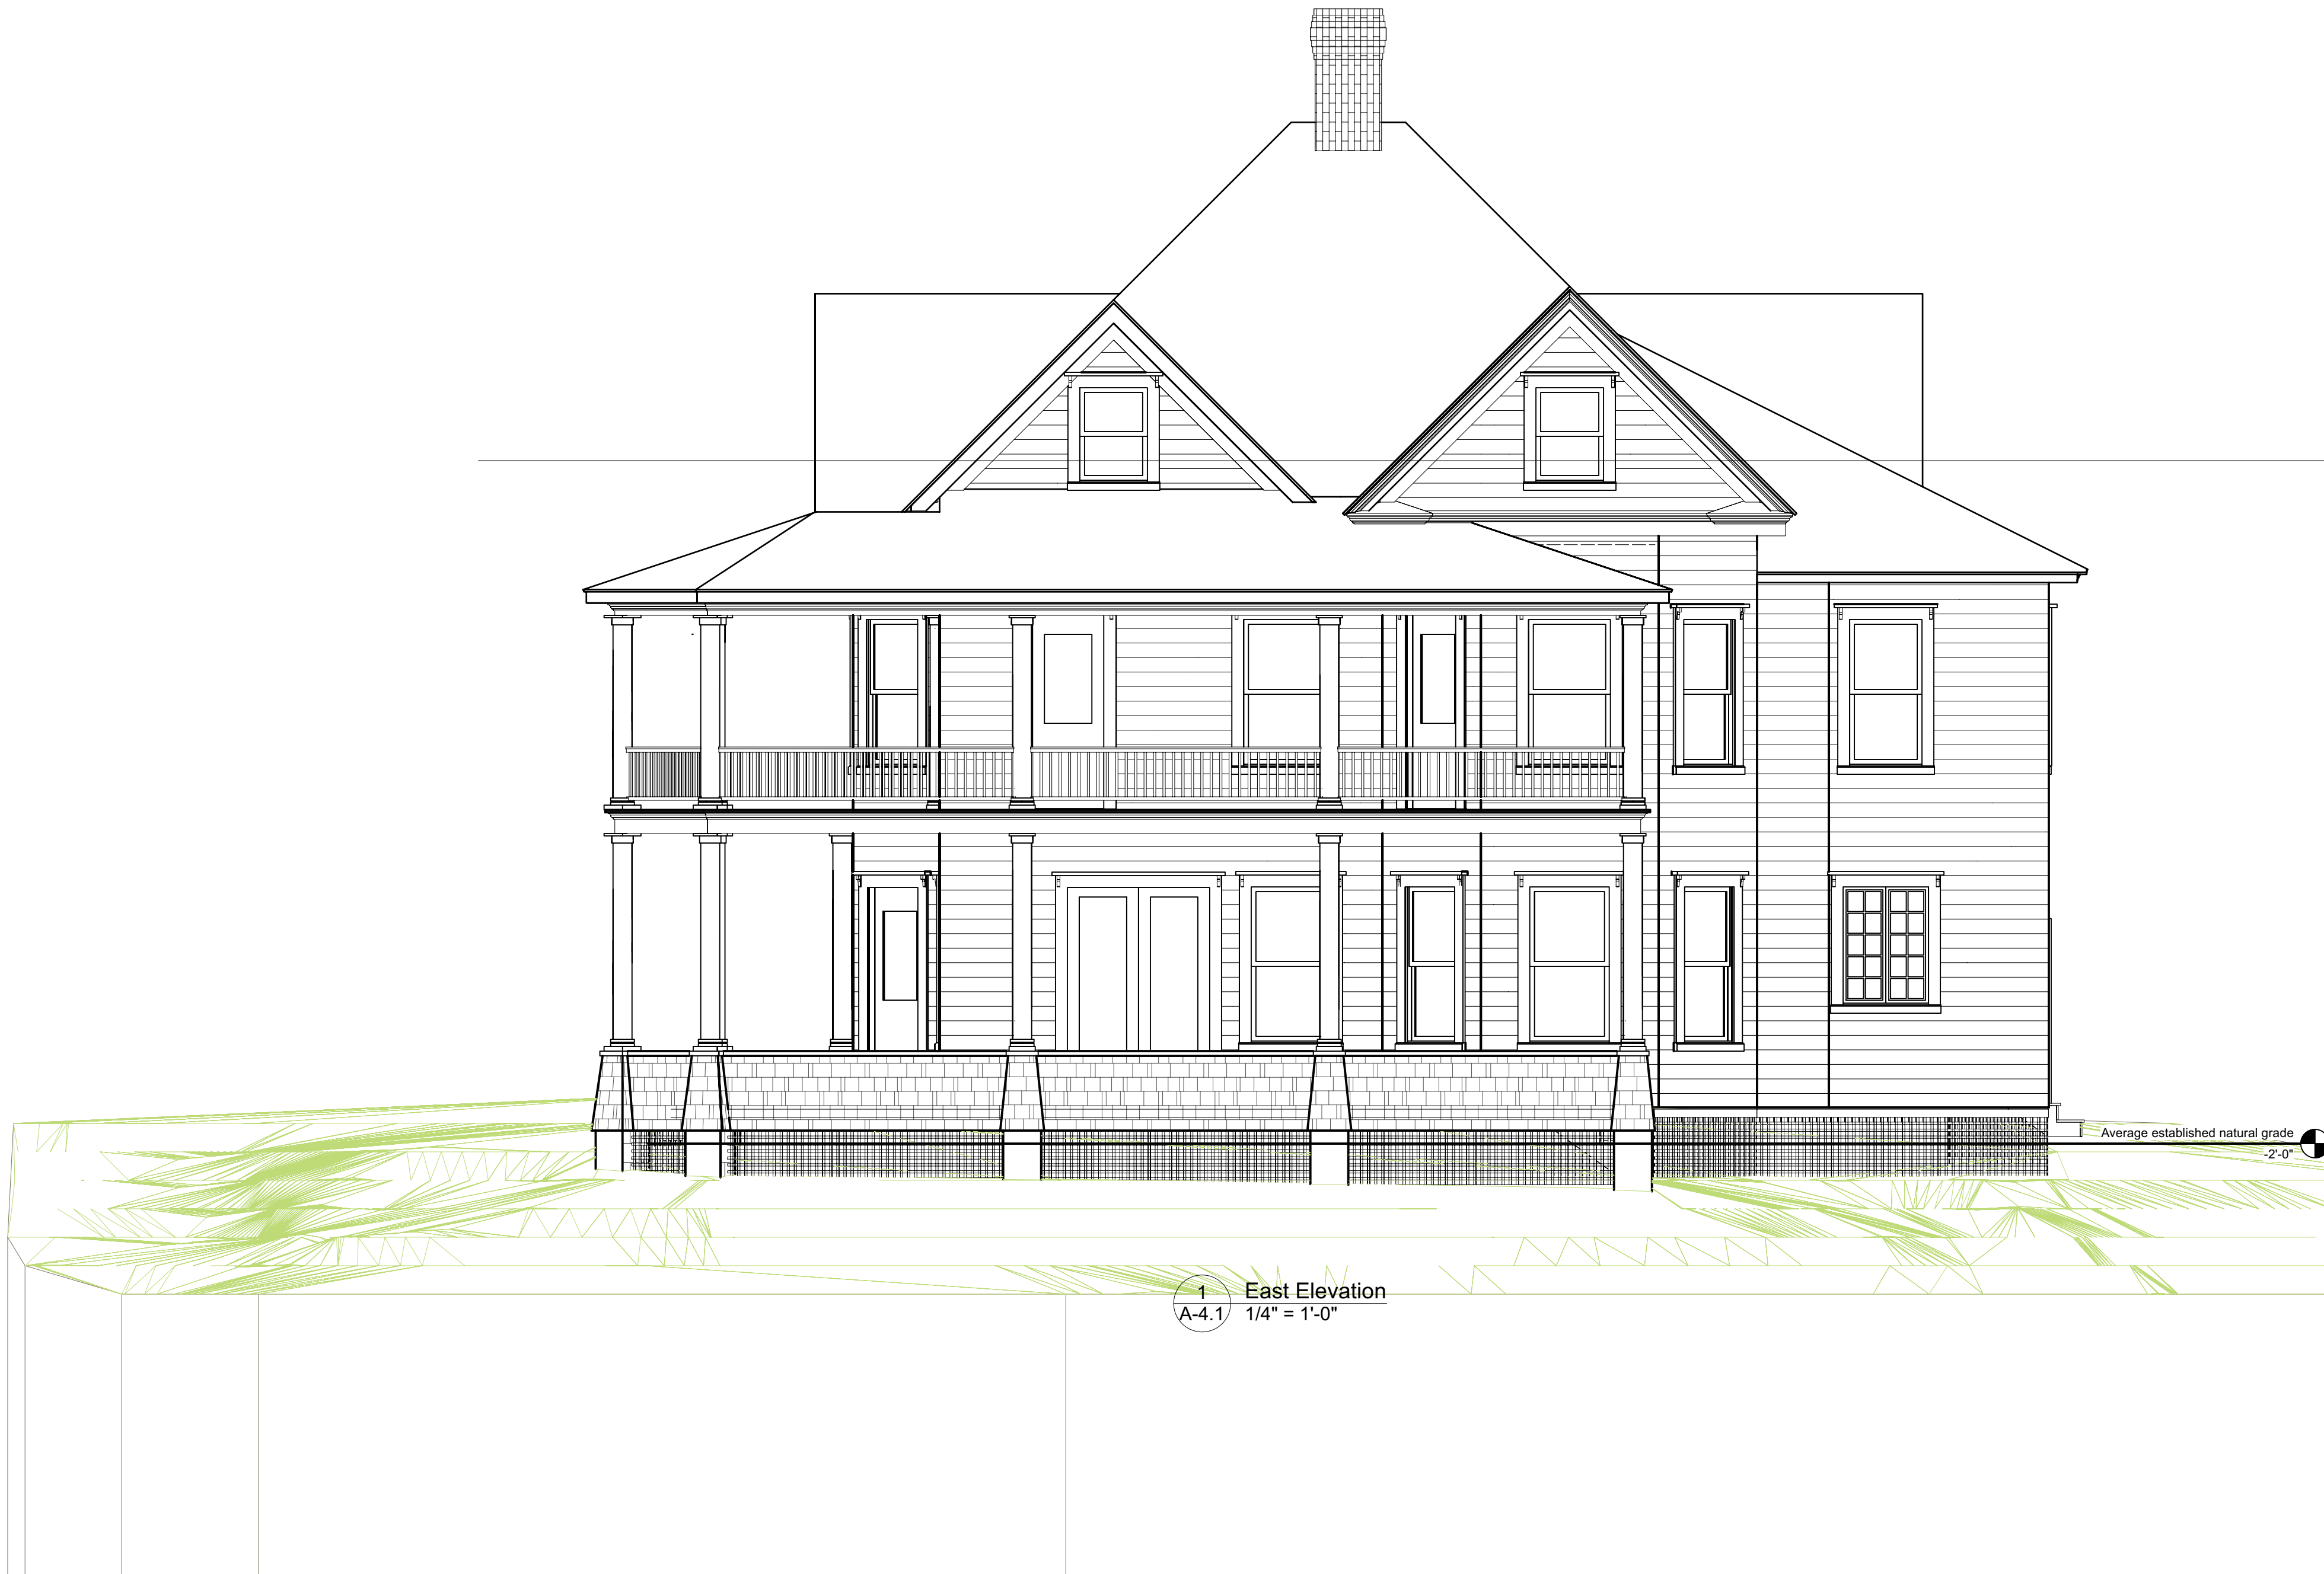 Average established natural grade
-2'-0"
1
A-4.1
East Elevation
1/4" = 1'-0"